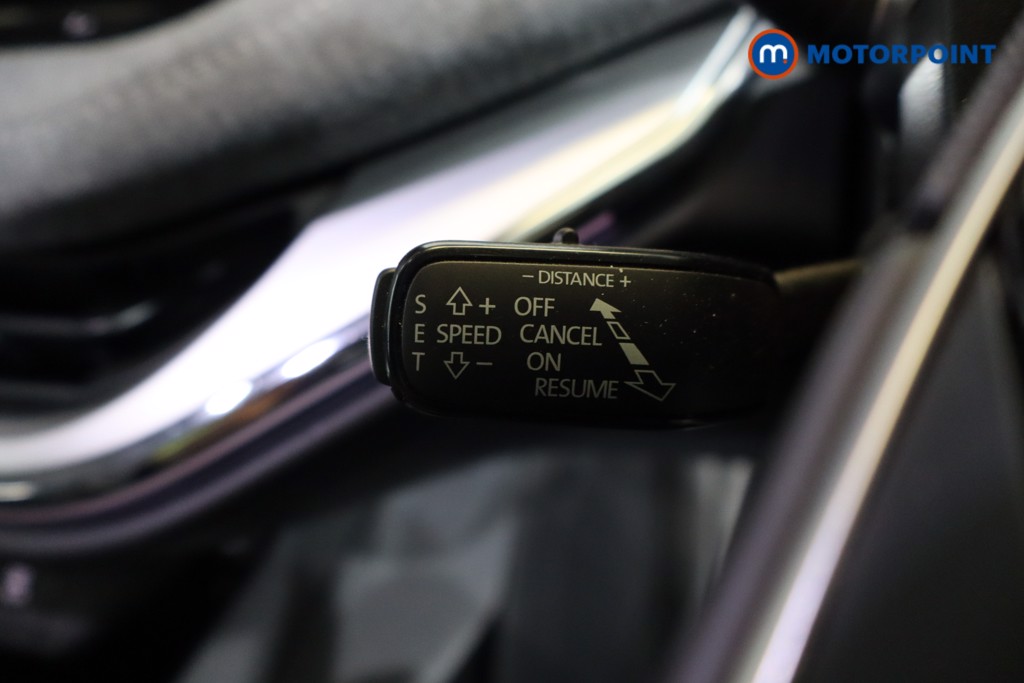 m MOTORPOINT
– DISTANCE +
S + OFF
E SPEED CANCEL
T – ON
RESUME